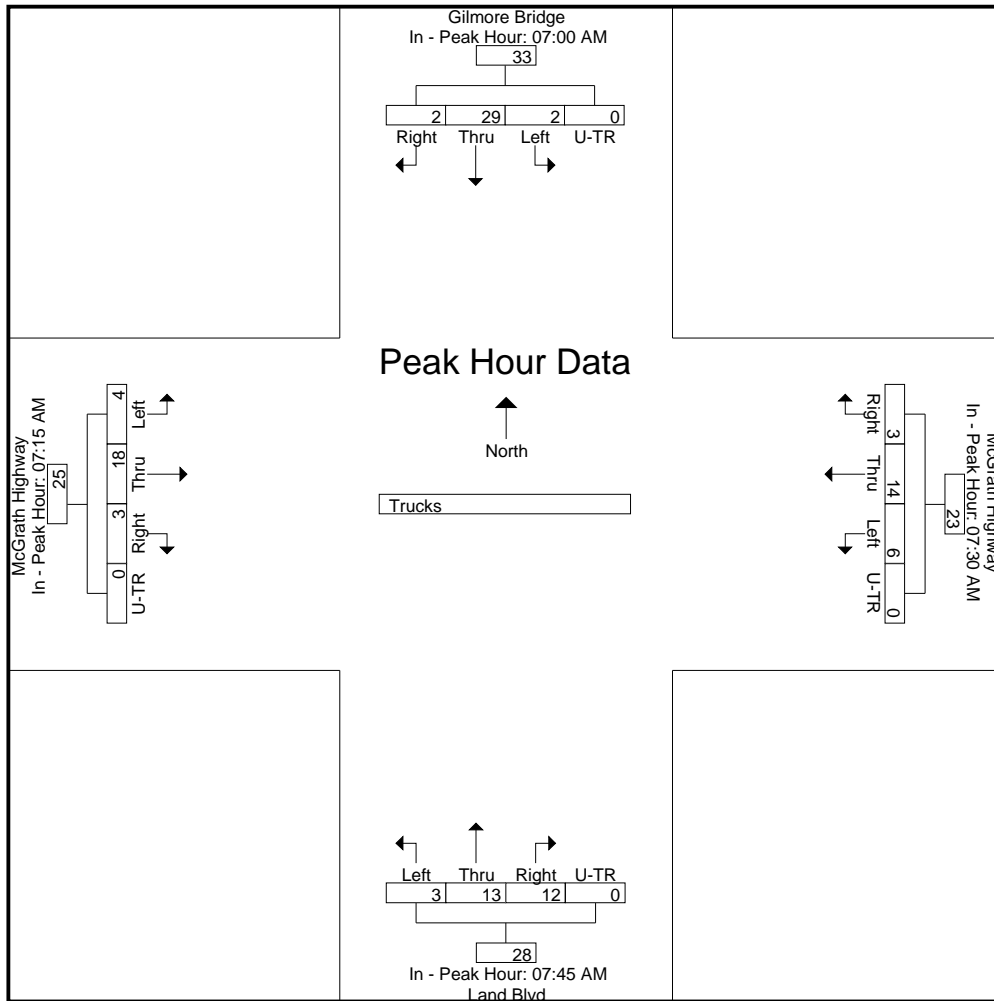 Gilmore Bridge
In - Peak Hour: 07:00 AM
33
2 29 2 0
Right Thru Left U-TR
Peak Hour Data
North
Trucks
McGrath Highway
In - Peak Hour: 07:15 AM
25
4 18 3 0
Left Thru Right U-TR
McGrath Highway
In - Peak Hour: 07:30 AM
23
3 14 6 0
Right Thru Left U-TR
Left Thru Right U-TR
3 13 12 0
28
In - Peak Hour: 07:45 AM
Land Blvd